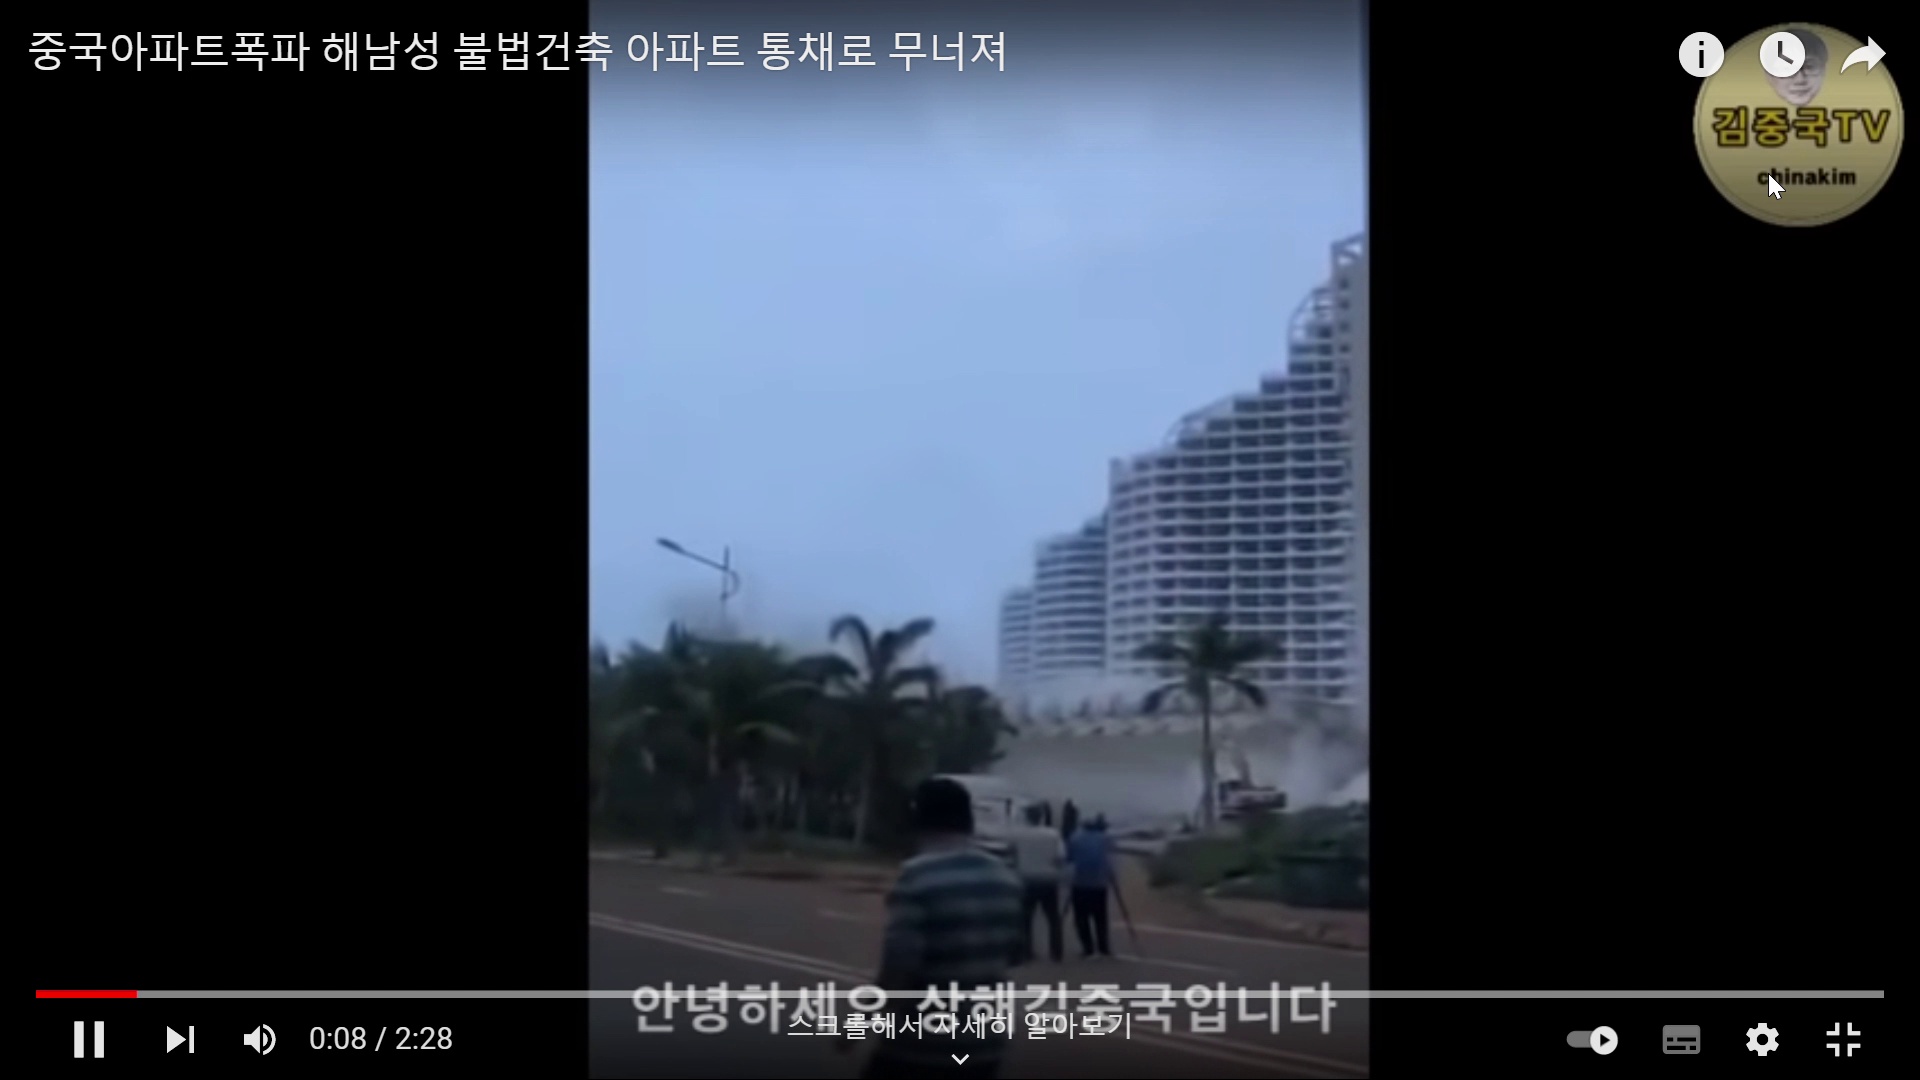 중국아파트폭파 해남성 불법건축 아파트 통채로 무너져
김중국TV
chinakim
안녕하세요 상해김중국입니다
스크롤해서 자세히 알아보기
0:08 / 2:28